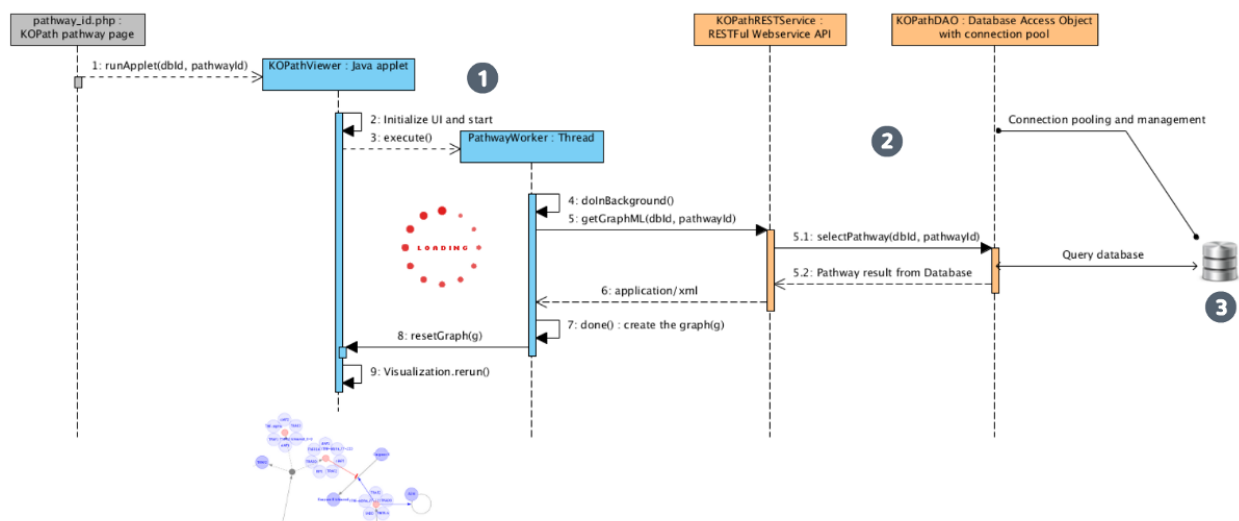 pathway_id.php :
KOPath pathway page
KOPathRESTService :
RESTFul Webservice API
KOPathDAO : Database Access Object
with connection pool
1: runApplet(dbId, pathwayId)
KOPathViewer : Java applet
1
2: Initialize UI and start
3: execute()
PathwayWorker : Thread
Connection pooling and management
2
4: doInBackground()
5: getGraphML(dbId, pathwayId)
LOADING
5.1: selectPathway(dbId, pathwayId)
Query database
5.2: Pathway result from Database
6: application/xml
3
7: done() : create the graph(g)
8: resetGraph(g)
9: Visualization.rerun()